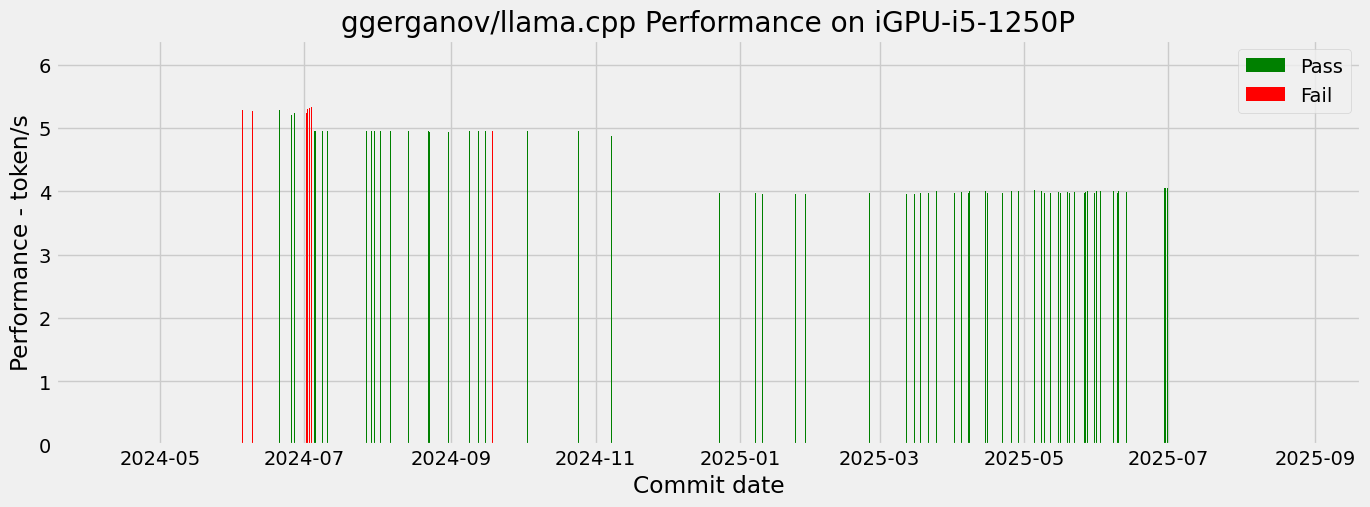 ggerganov/llama.cpp Performance on iGPU-i5-1250P
Performance - token/s
6
5
4
3
2
1
0
Pass
Fail
2024-05 2024-07 2024-09 2024-11 2025-01 2025-03 2025-05 2025-07 2025-09
Commit date